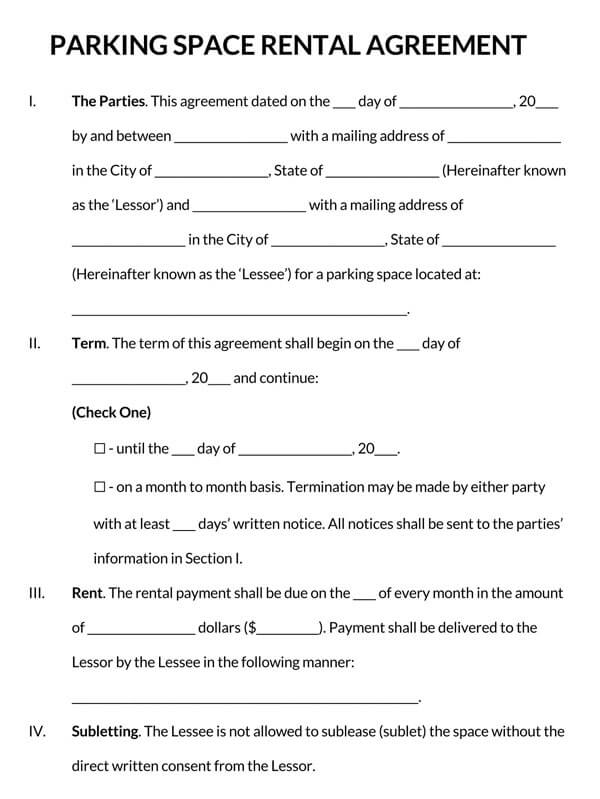 PARKING SPACE RENTAL AGREEMENT
I. The Parties. This agreement dated on the ___ day of _______________, 20___
by and between _______________ with a mailing address of _______________
in the City of _______________, State of _______________ (Hereinafter known
as the ‘Lessor’) and _______________ with a mailing address of
_______________ in the City of _______________, State of _______________
(Hereinafter known as the ‘Lessee’) for a parking space located at:
_____________________________________________.
II. Term. The term of this agreement shall begin on the ___ day of
_______________, 20___ and continue:
(Check One)
☐ - until the ___ day of _______________, 20___.
☐ - on a month to month basis. Termination may be made by either party
with at least ___ days’ written notice. All notices shall be sent to the parties’
information in Section I.
III. Rent. The rental payment shall be due on the ___ of every month in the amount
of ______________ dollars ($________). Payment shall be delivered to the
Lessor by the Lessee in the following manner:
______________________________________________.
IV. Subletting. The Lessee is not allowed to sublease (sublet) the space without the
direct written consent from the Lessor.